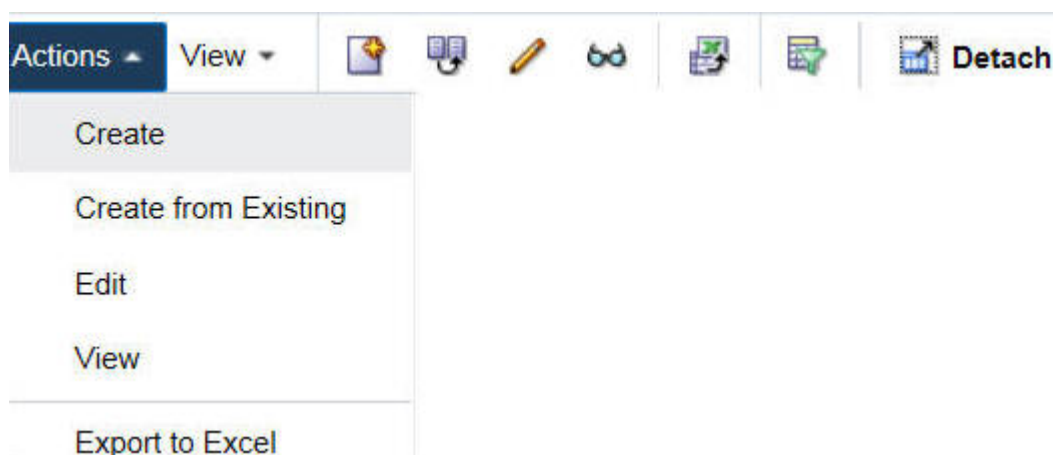 Actions View Detach
Create
Create from Existing
Edit
View
Export to Excel